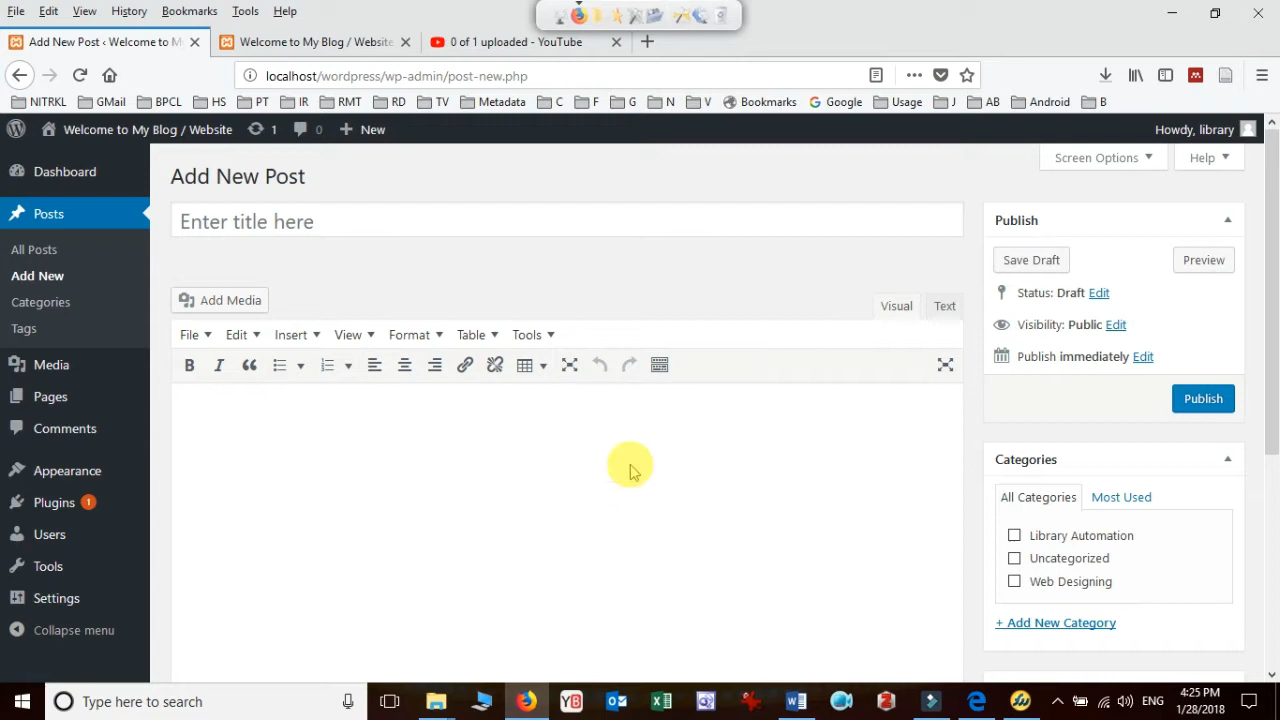 File Edit View History Bookmarks Tools Help
Add New Post ‹ Welcome to M
Welcome to My Blog / Website
0 of 1 uploaded - YouTube
localhost/wordpress/wp-admin/post-new.php
NITRKL GMail BPCL HS PT IR RMT RD TV Metadata C F G N V Bookmarks Google Usage J AB Android B
Welcome to My Blog / Website 1 0 New Howdy, library
Screen Options Help
Dashboard
Posts
All Posts
Add New
Categories
Tags
Media
Pages
Comments
Appearance
Plugins 1
Users
Tools
Settings
Collapse menu
Add New Post
Enter title here
Add Media
Visual Text
File Edit Insert View Format Table Tools
B I
Publish
Save Draft Preview
Status: Draft Edit
Visibility: Public Edit
Publish immediately Edit
Publish
Categories
All Categories Most Used
Library Automation
Uncategorized
Web Designing
+ Add New Category
Type here to search
ENG
4:25 PM
1/28/2018